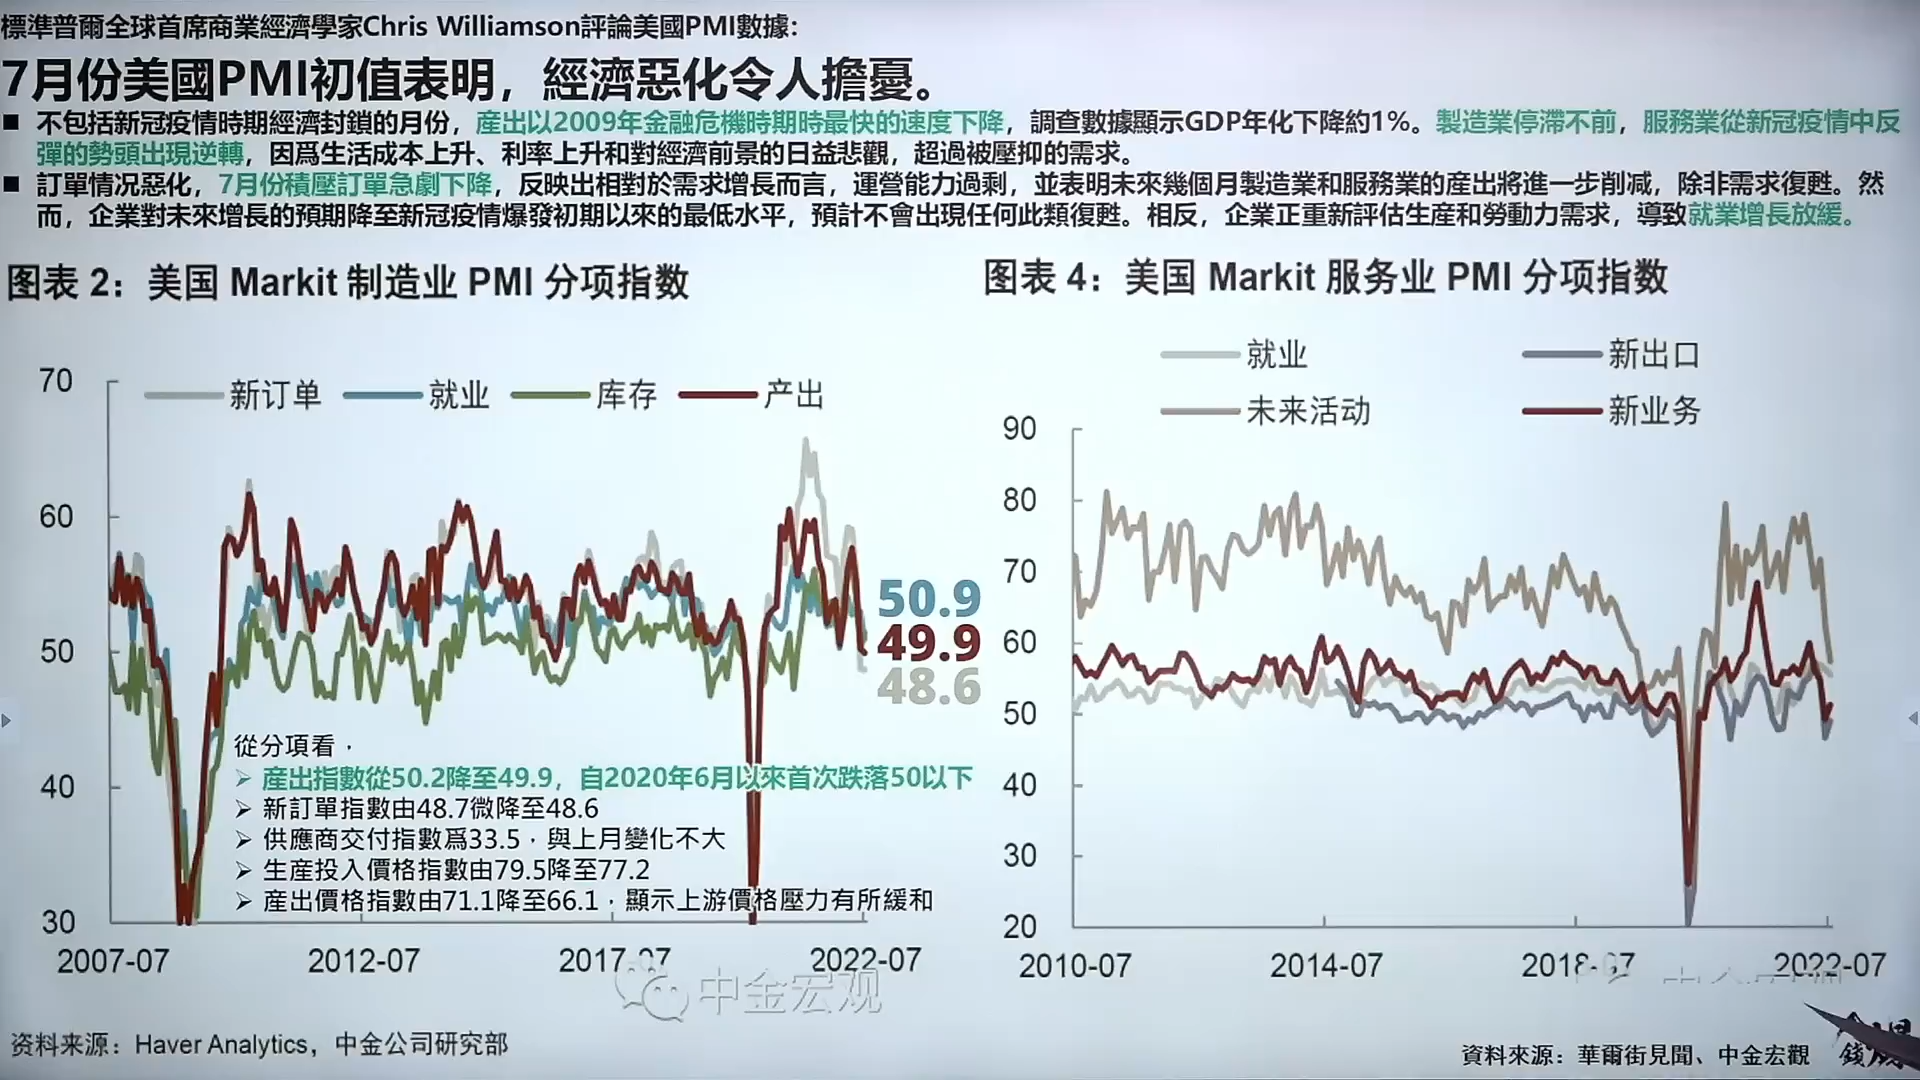 標準普爾全球首席商業經濟學家Chris Williamson評論美國PMI數據：
7月份美國PMI初值表明，經濟惡化令人擔憂。
■ 不包括新冠疫情時期經濟封鎖的月份，産出以2009年金融危機時期時最快的速度下降，調查數據顯示GDP年化下降約1%。製造業停滯不前，服務業從新冠疫情中反
彈的勢頭出現逆轉，因爲生活成本上升、利率上升和對經濟前景的日益悲觀，超過被壓抑的需求。
■ 訂單情况惡化，7月份積壓訂單急劇下降，反映出相對於需求增長而言，運營能力過剩，並表明未來幾個月製造業和服務業的産出將進一步削减，除非需求復甦。然
而，企業對未來增長的預期降至新冠疫情爆發初期以來的最低水平，預計不會出現任何此類復甦。相反，企業正重新評估生産和勞動力需求，導致就業增長放緩。
图表 2：美国 Markit 制造业 PMI 分项指数
新订单 就业 库存 产出
70
60
50
40
30
2007-07 2012-07 2017-07 2022-07
50.9
49.9
48.6
從分項看，
➢ 産出指數從50.2降至49.9，自2020年6月以來首次跌落50以下
➢ 新訂單指數由48.7微降至48.6
➢ 供應商交付指數爲33.5，與上月變化不大
➢ 生産投入價格指數由79.5降至77.2
➢ 産出價格指數由71.1降至66.1，顯示上游價格壓力有所緩和
中金宏观
资料来源：Haver Analytics，中金公司研究部
图表 4：美国 Markit 服务业 PMI 分项指数
就业 新出口
未来活动 新业务
90
80
70
60
50
40
30
20
2010-07 2014-07 2018-07 2022-07
資料來源：華爾街見聞、中金宏觀